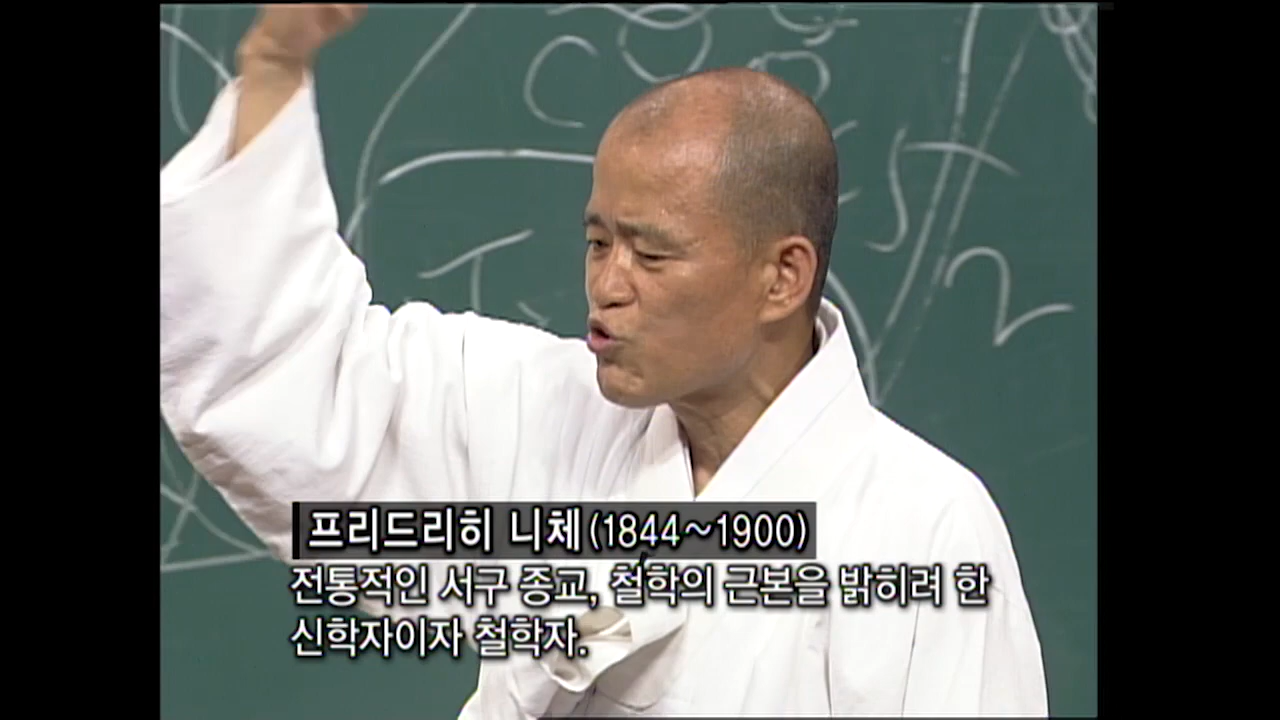 프리드리히 니체(1844~1900)
전통적인 서구 종교, 철학의 근본을 밝히려 한
신학자이자 철학자.